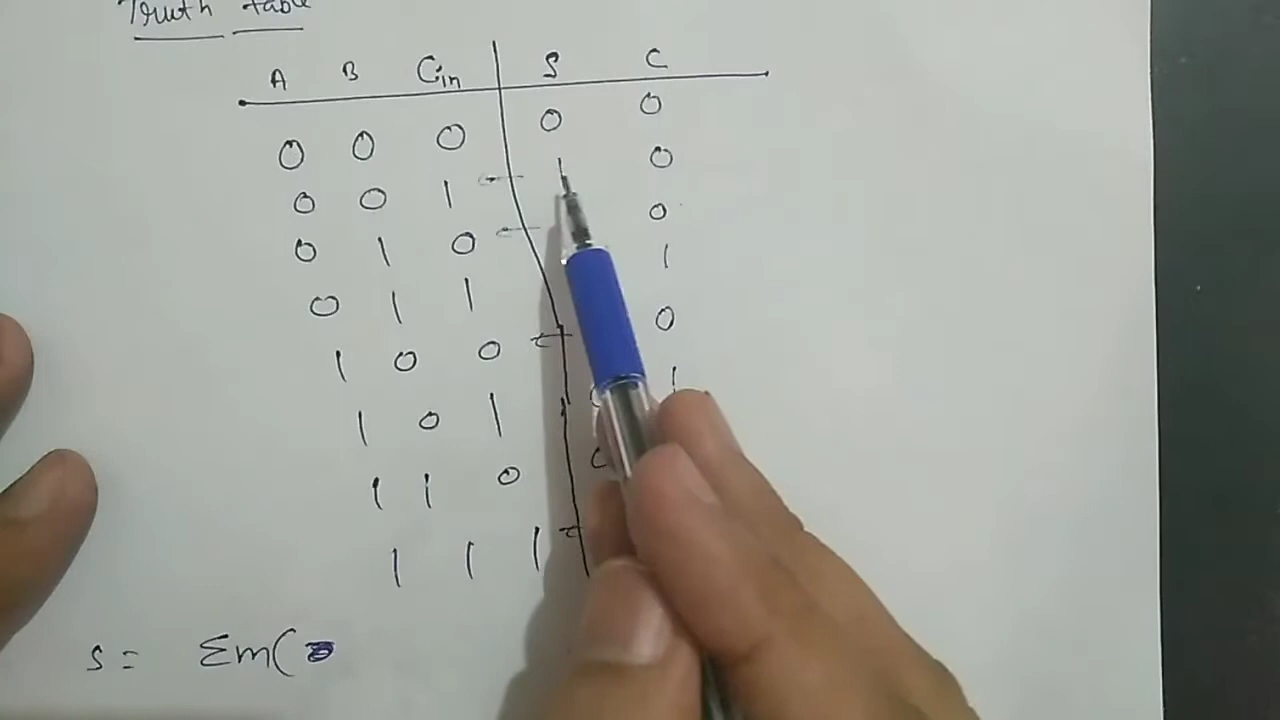 Truth table
A B Cin S C
0 0 0 0 0
0 0 1 1 0
0 1 0 0
0 1 1 1
1 0 0 0
1 0 1 1
1 1 0
1 1 1
S = Σm(